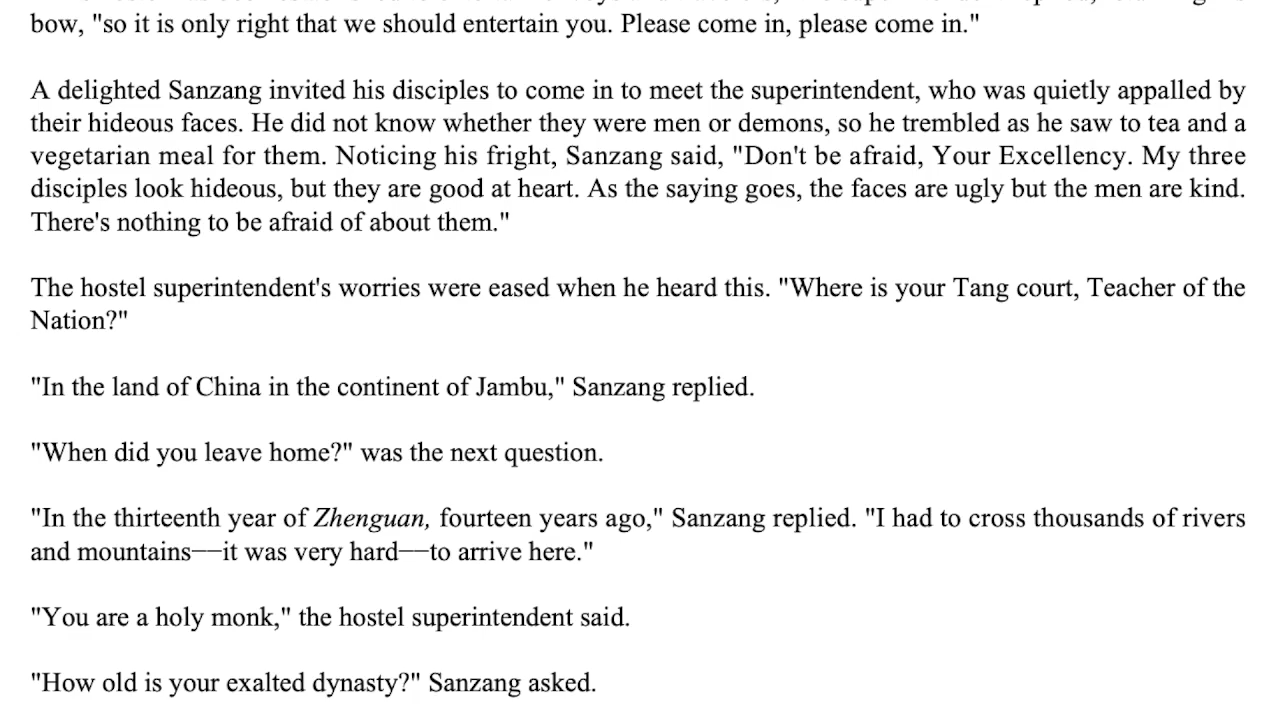 bow, "so it is only right that we should entertain you. Please come in, please come in."
A delighted Sanzang invited his disciples to come in to meet the superintendent, who was quietly appalled by
their hideous faces. He did not know whether they were men or demons, so he trembled as he saw to tea and a
vegetarian meal for them. Noticing his fright, Sanzang said, "Don't be afraid, Your Excellency. My three
disciples look hideous, but they are good at heart. As the saying goes, the faces are ugly but the men are kind.
There's nothing to be afraid of about them."
The hostel superintendent's worries were eased when he heard this. "Where is your Tang court, Teacher of the
Nation?"
"In the land of China in the continent of Jambu," Sanzang replied.
"When did you leave home?" was the next question.
"In the thirteenth year of Zhenguan, fourteen years ago," Sanzang replied. "I had to cross thousands of rivers
and mountains——it was very hard——to arrive here."
"You are a holy monk," the hostel superintendent said.
"How old is your exalted dynasty?" Sanzang asked.